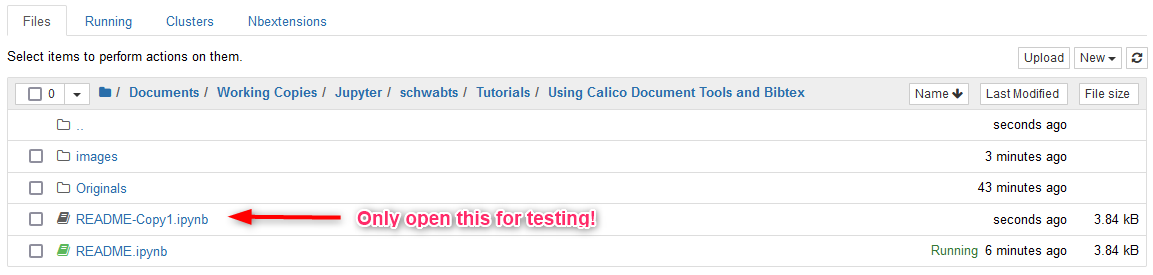 Files Running Clusters Nbextensions
Select items to perform actions on them. Upload New
0 / Documents / Working Copies / Jupyter / schwabts / Tutorials / Using Calico Document Tools and Bibtex Name Last Modified File size
.. seconds ago
images 3 minutes ago
Originals 43 minutes ago
README-Copy1.ipynb Only open this for testing! seconds ago 3.84 kB
README.ipynb Running 6 minutes ago 3.84 kB